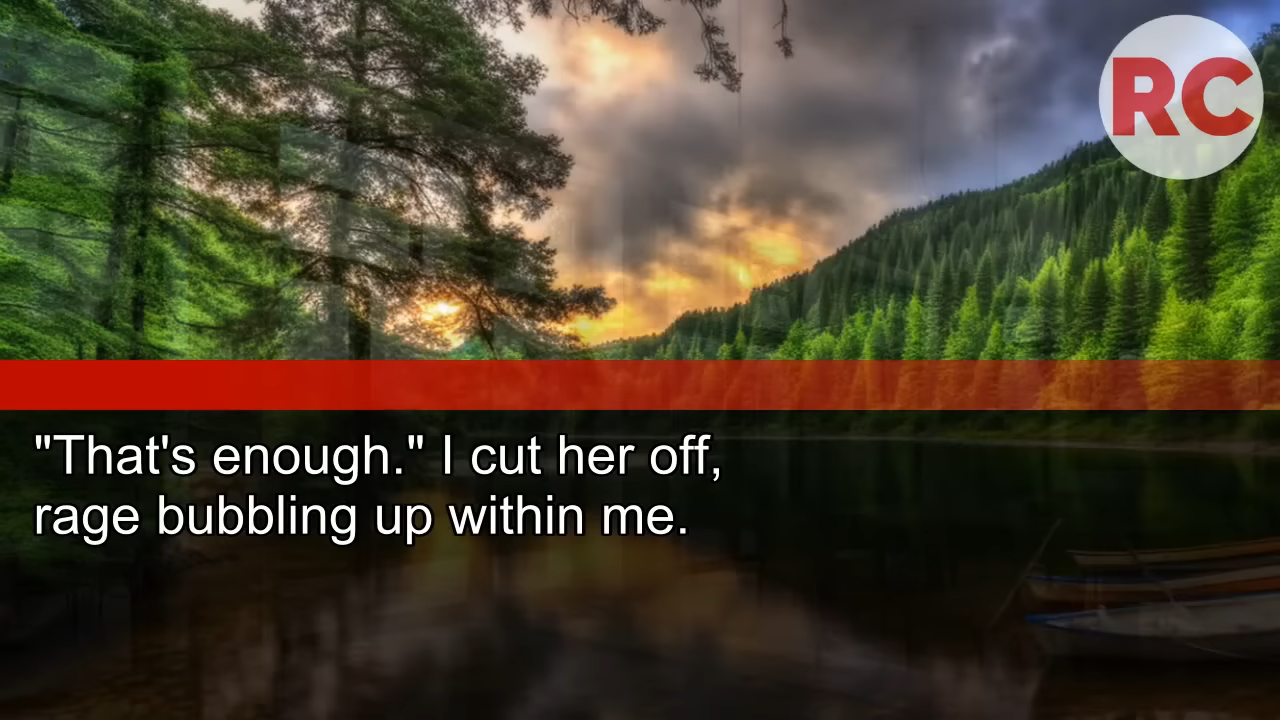 RC
"That's enough." I cut her off,
rage bubbling up within me.